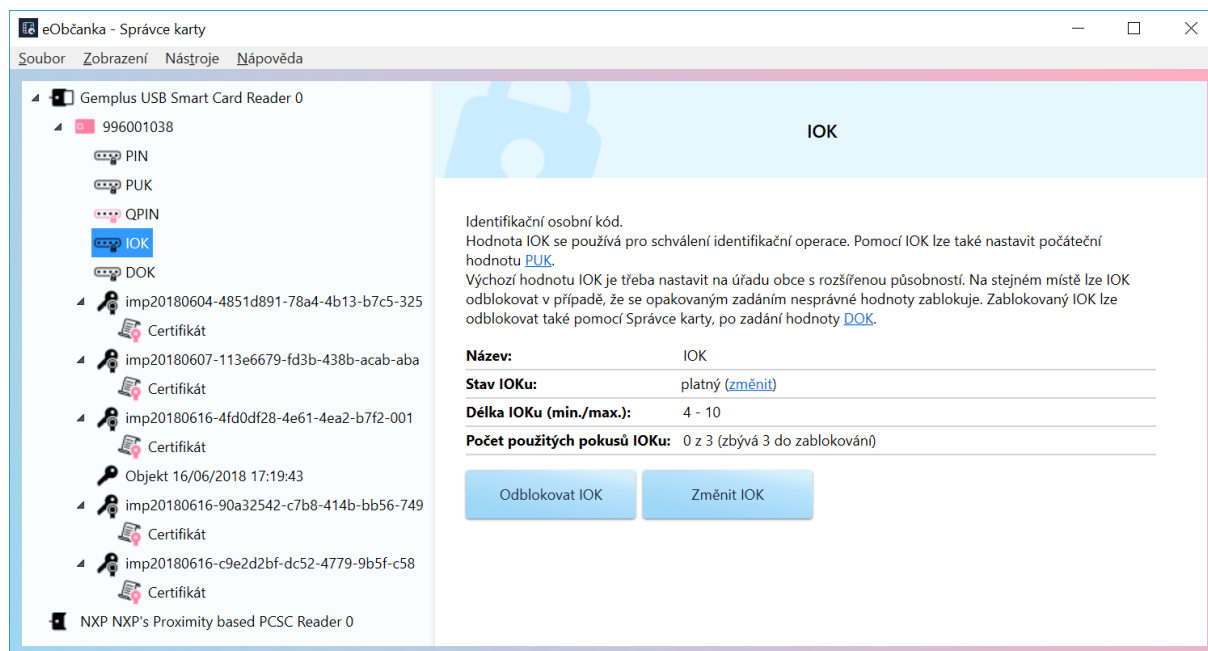 eObčanka - Správce karty
Soubor Zobrazení Nástroje Nápověda
Gemplus USB Smart Card Reader 0
996001038
PIN
PUK
QPIN
IOK
DOK
imp20180604-4851d891-78a4-4b13-b7c5-325
Certifikát
imp20180607-113e6679-fd3b-438b-acab-aba
Certifikát
imp20180616-4fd0df28-4e61-4ea2-b7f2-001
Certifikát
Objekt 16/06/2018 17:19:43
imp20180616-90a32542-c7b8-414b-bb56-749
Certifikát
imp20180616-c9e2d2bf-dc52-4779-9b5f-c58
Certifikát
NXP NXP's Proximity based PCSC Reader 0
IOK
Identifikační osobní kód.
Hodnota IOK se používá pro schválení identifikační operace. Pomocí IOK lze také nastavit počáteční
hodnotu PUK.
Výchozí hodnotu IOK je třeba nastavit na úřadu obce s rozšířenou působností. Na stejném místě lze IOK
odblokovat v případě, že se opakovaným zadáním nesprávné hodnoty zablokuje. Zablokovaný IOK lze
odblokovat také pomocí Správce karty, po zadání hodnoty DOK.
Název: IOK
Stav IOKu: platný (změnit)
Délka IOKu (min./max.): 4 - 10
Počet použitých pokusů IOKu: 0 z 3 (zbývá 3 do zablokování)
Odblokovat IOK Změnit IOK